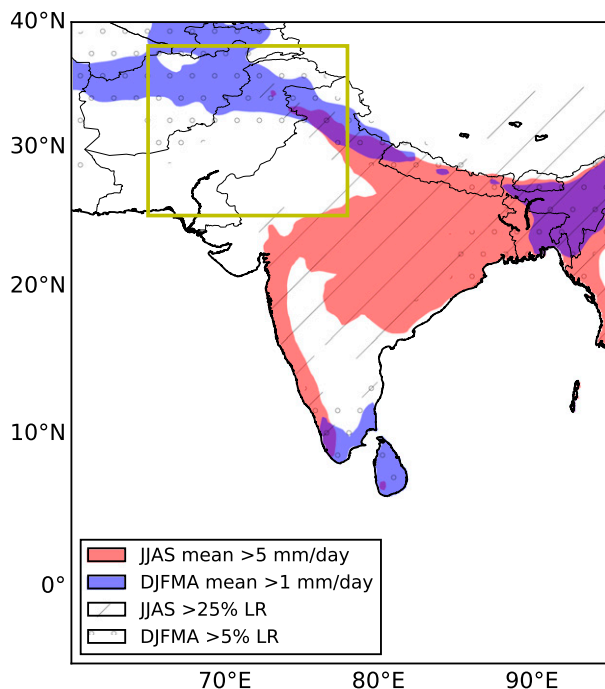 40°N
30°N
20°N
10°N
0°
JJAS mean >5 mm/day
DJFMA mean >1 mm/day
JJAS >25% LR
DJFMA >5% LR
70°E 80°E 90°E